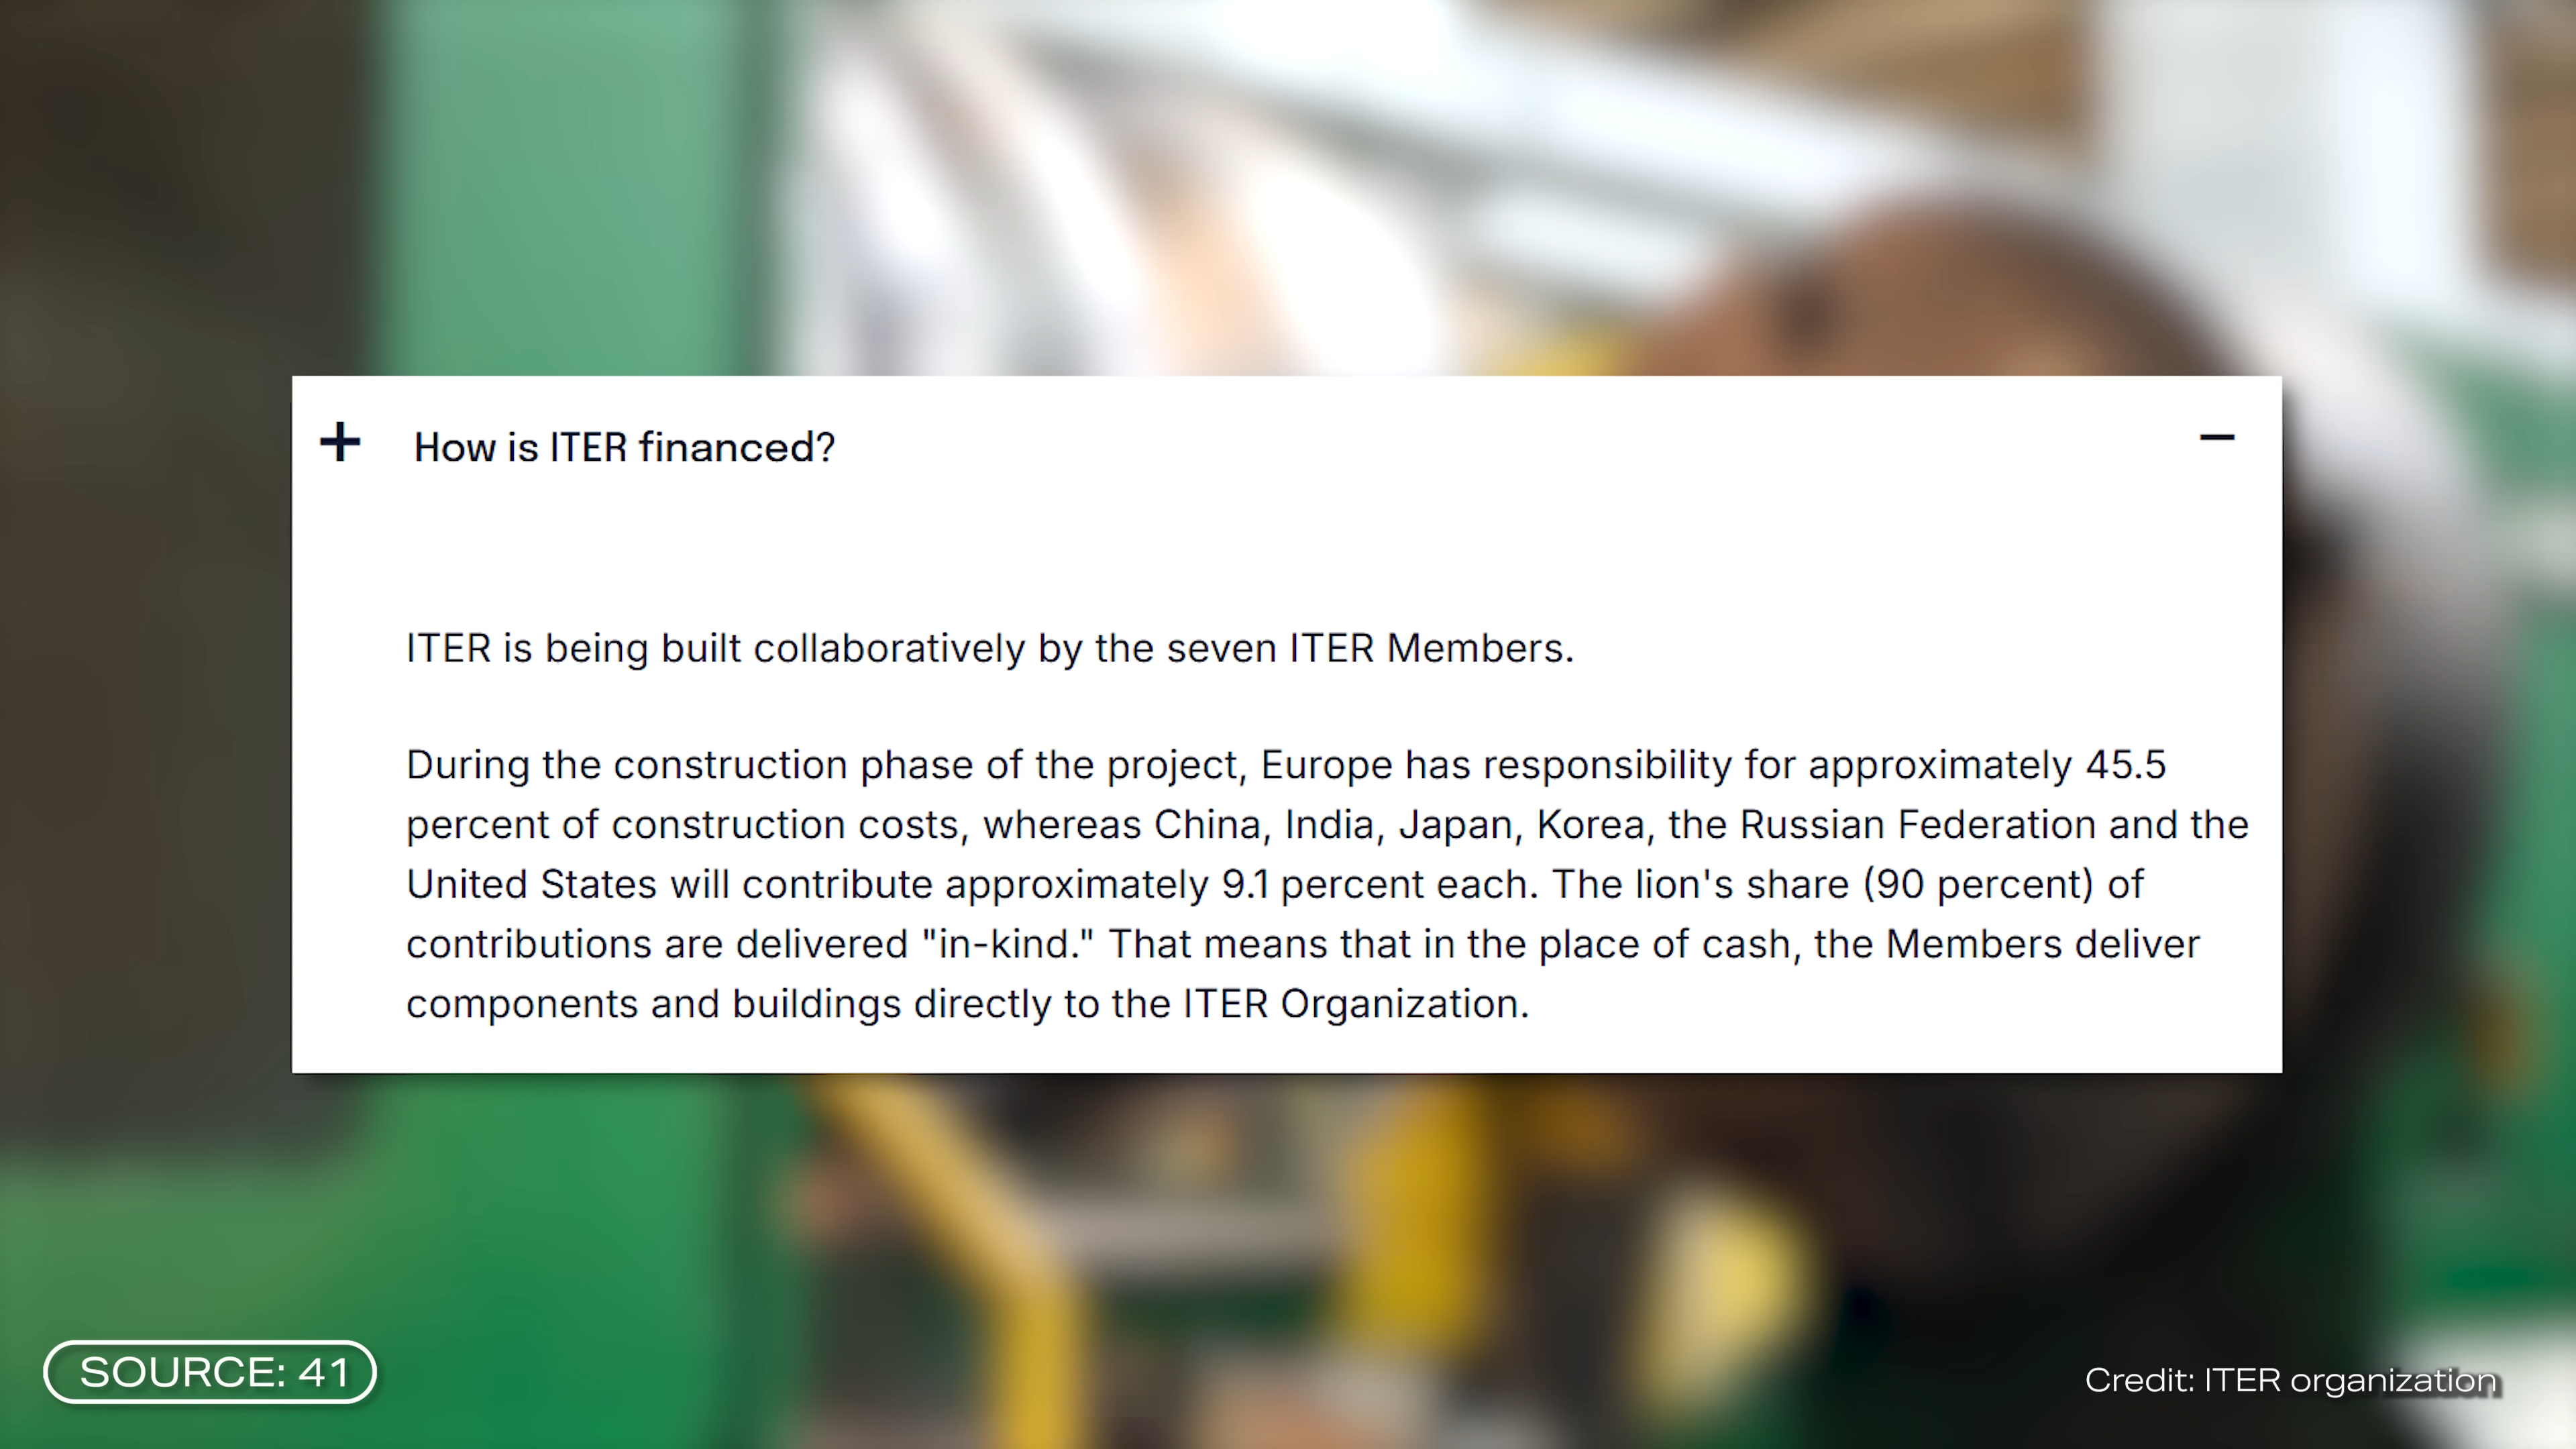 How is ITER financed?
ITER is being built collaboratively by the seven ITER Members.
During the construction phase of the project, Europe has responsibility for approximately 45.5
percent of construction costs, whereas China, India, Japan, Korea, the Russian Federation and the
United States will contribute approximately 9.1 percent each. The lion's share (90 percent) of
contributions are delivered "in-kind." That means that in the place of cash, the Members deliver
components and buildings directly to the ITER Organization.
SOURCE: 41
Credit: ITER organization